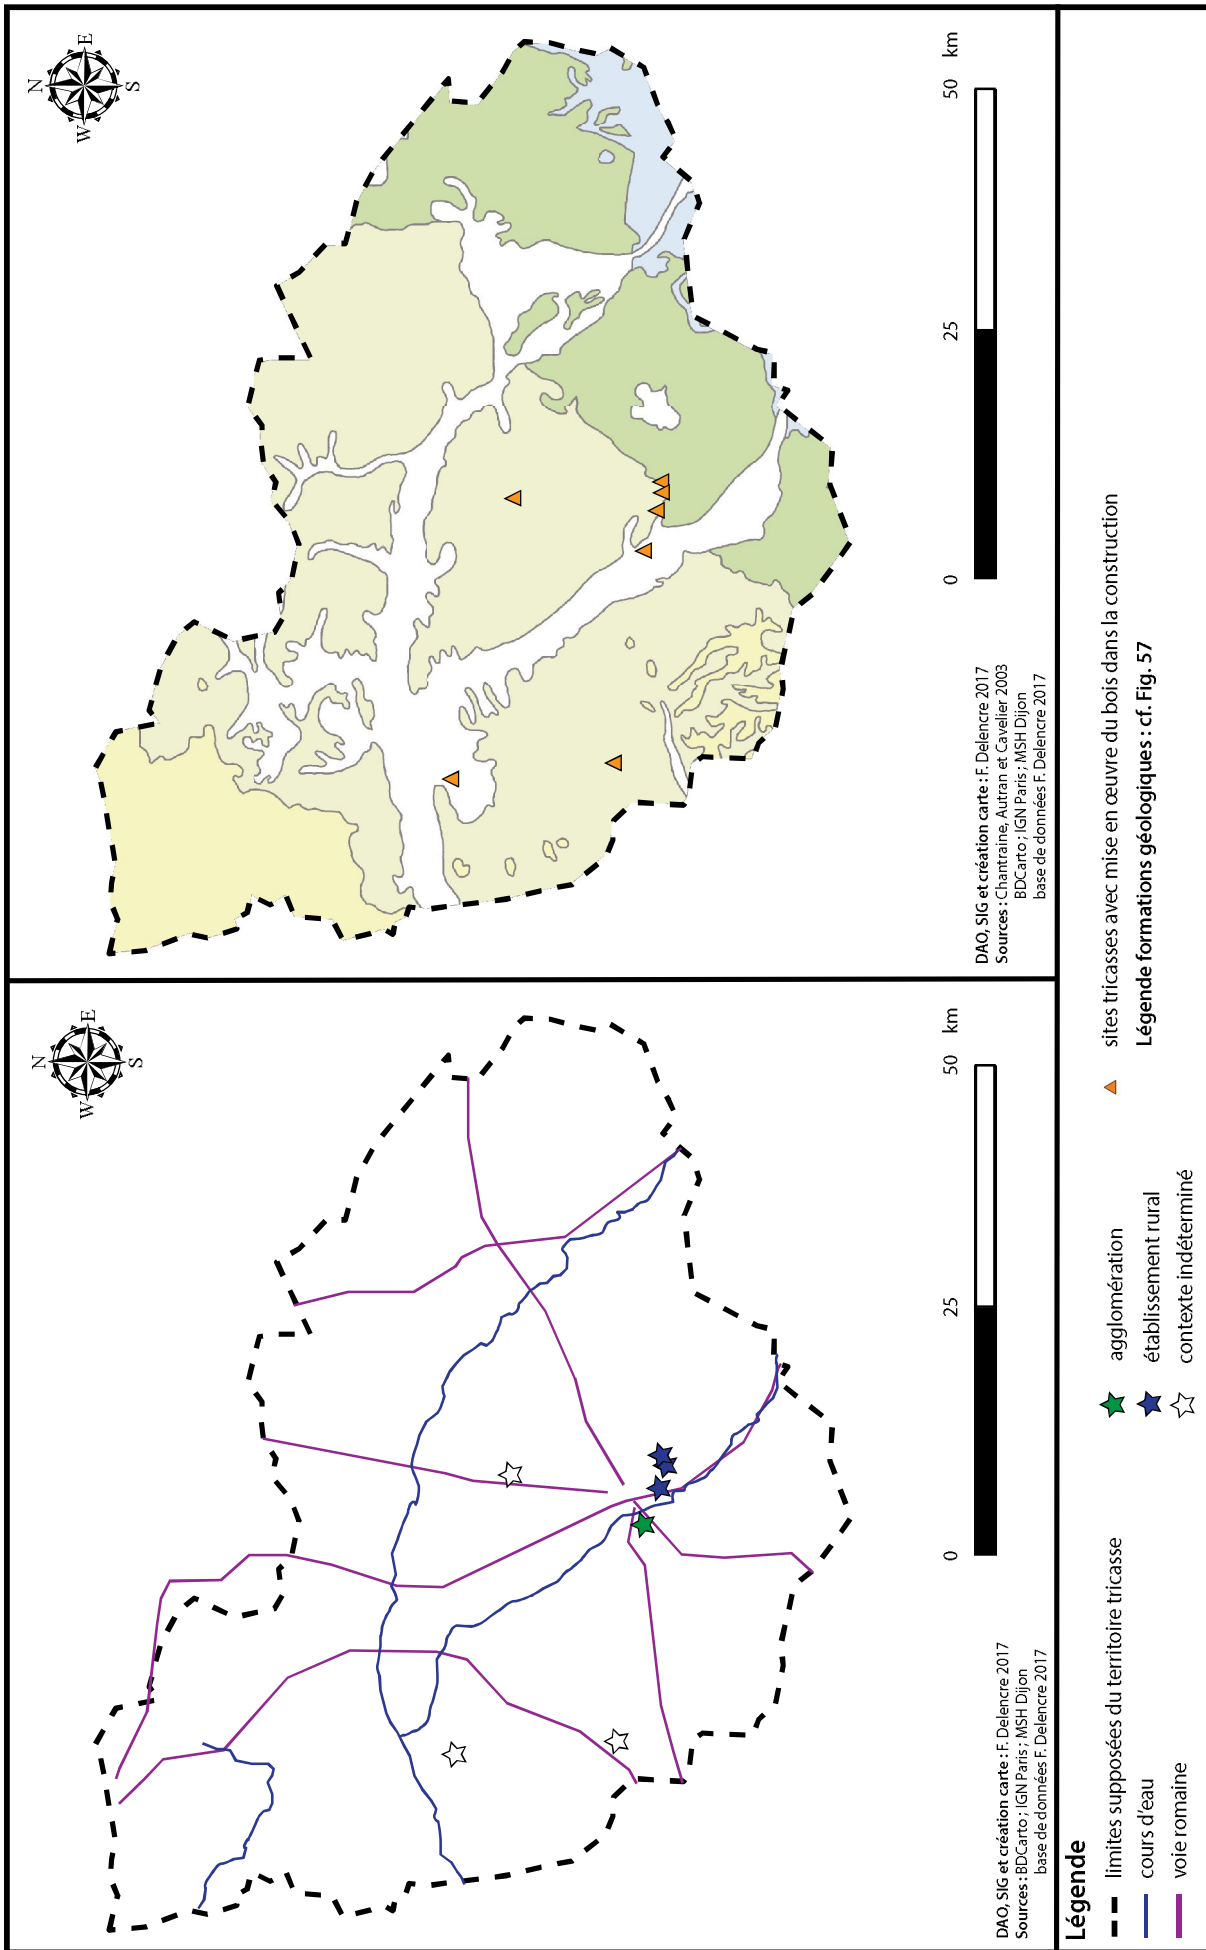 N
E
S
W
50 km
25
0
DAO, SIG et création carte : F. Delencre 2017
Sources : BDCarto ; IGN Paris ; MSH Dijon
base de données F. Delencre 2017
N
E
S
W
50 km
25
0
DAO, SIG et création carte : F. Delencre 2017
Sources : Chantraine, Autran et Cavelier 2003
BDCarto ; IGN Paris ; MSH Dijon
base de données F. Delencre 2017
Légende
limites supposées du territoire tricasse
cours d'eau
voie romaine
agglomération
établissement rural
contexte indéterminé
sites tricasses avec mise en œuvre du bois dans la construction
Légende formations géologiques : cf. Fig. 57